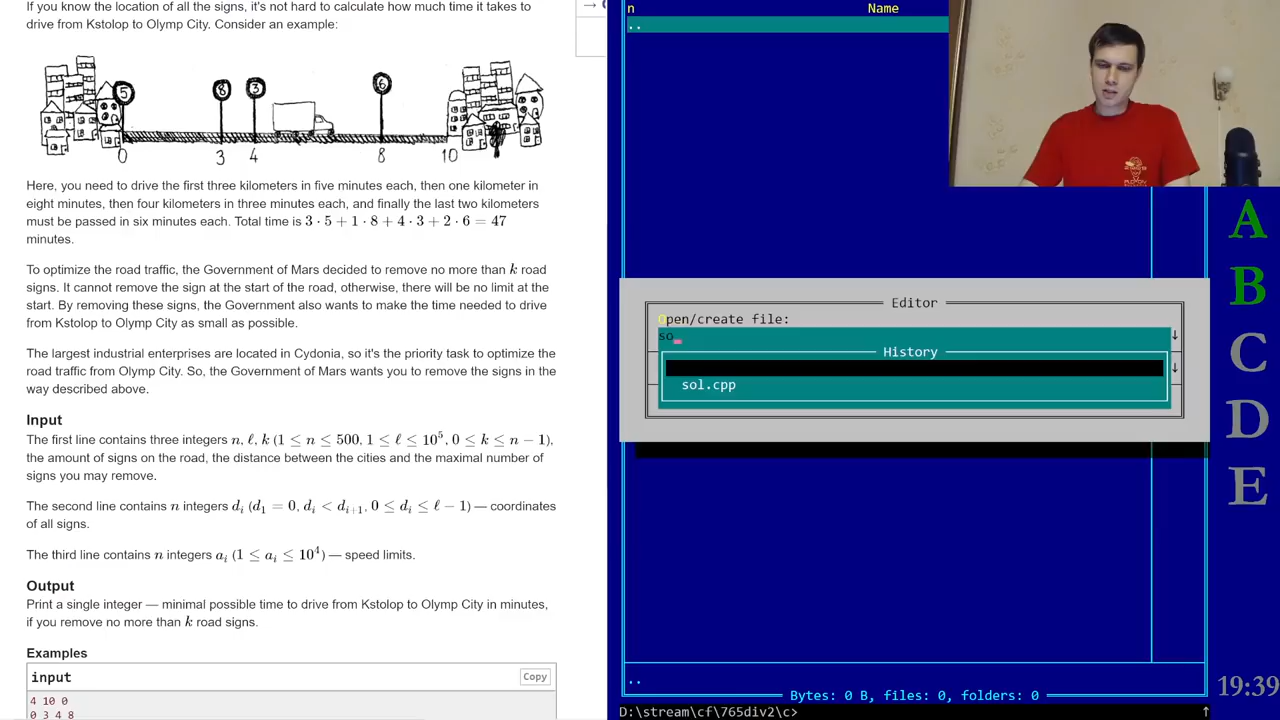 If you know the location of all the signs, it's not hard to calculate how much time it takes to
drive from Kstolop to Olymp City. Consider an example:
5 8 3 6
0 3 4 8 10
Here, you need to drive the first three kilometers in five minutes each, then one kilometer in
eight minutes, then four kilometers in three minutes each, and finally the last two kilometers
must be passed in six minutes each. Total time is 3 · 5 + 1 · 8 + 4 · 3 + 2 · 6 = 47
minutes.
To optimize the road traffic, the Government of Mars decided to remove no more than k road
signs. It cannot remove the sign at the start of the road, otherwise, there will be no limit at the
start. By removing these signs, the Government also wants to make the time needed to drive
from Kstolop to Olymp City as small as possible.
The largest industrial enterprises are located in Cydonia, so it's the priority task to optimize the
road traffic from Olymp City. So, the Government of Mars wants you to remove the signs in the
way described above.
Input
The first line contains three integers n, ℓ, k (1 ≤ n ≤ 500, 1 ≤ ℓ ≤ 10^5, 0 ≤ k ≤ n − 1),
the amount of signs on the road, the distance between the cities and the maximal number of
signs you may remove.
The second line contains n integers d_i (d_1 = 0, d_i < d_{i+1}, 0 ≤ d_i ≤ ℓ − 1) — coordinates
of all signs.
The third line contains n integers a_i (1 ≤ a_i ≤ 10^4) — speed limits.
Output
Print a single integer — minimal possible time to drive from Kstolop to Olymp City in minutes,
if you remove no more than k road signs.
Examples
input
Copy
4 10 0
0 3 4 8
n Name
..
Editor
Open/create file:
so
↓
History
↓
sol.cpp
..
Bytes: 0 B, files: 0, folders: 0
D:\stream\cf\765div2\c>
↑
A
B
C
D
E
19:39